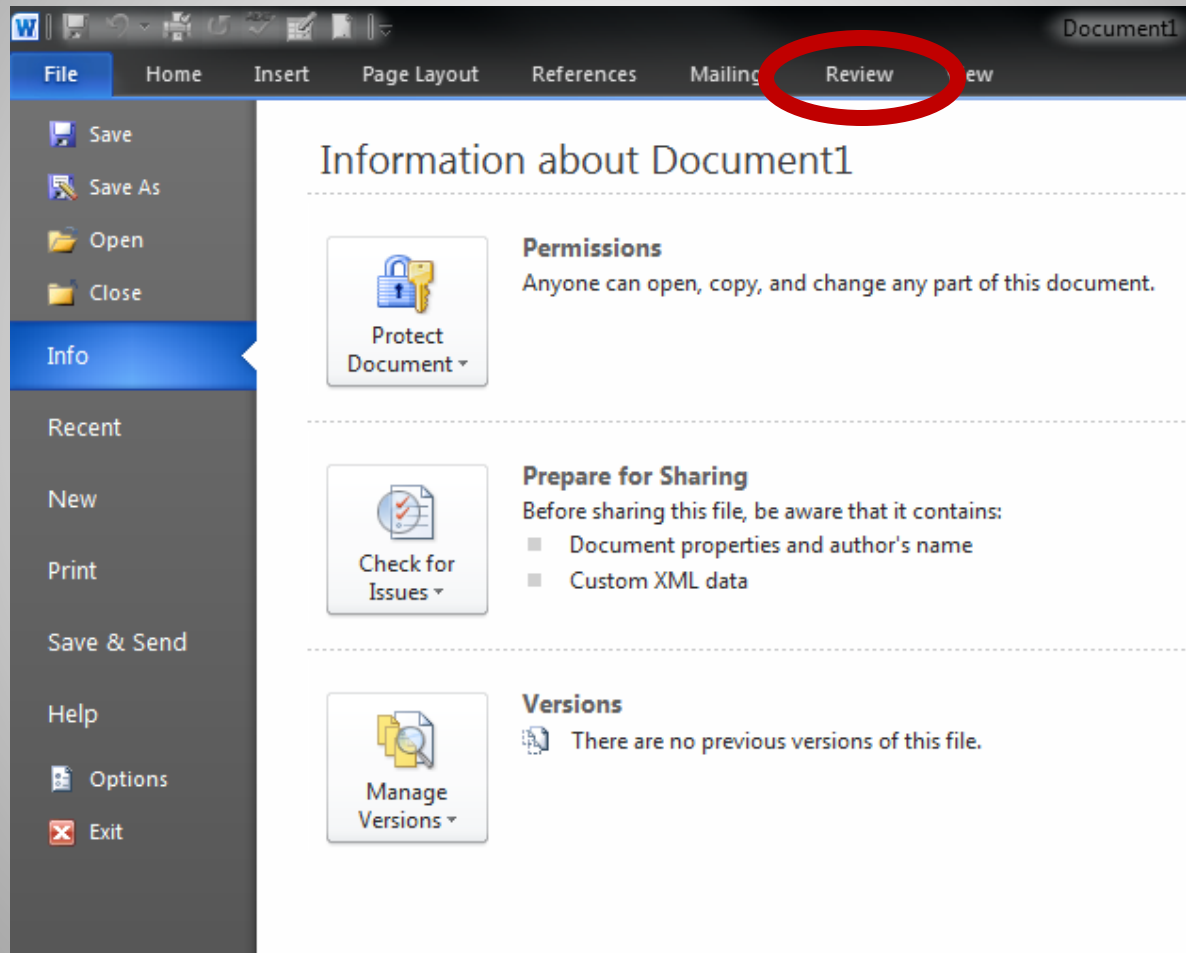 W
Document1
File Home Insert Page Layout References Mailing Review ew
Save
Save As
Open
Close
Info
Recent
New
Print
Save & Send
Help
Options
Exit
Information about Document1
Protect
Document
Permissions
Anyone can open, copy, and change any part of this document.
Check for
Issues
Prepare for Sharing
Before sharing this file, be aware that it contains:
Document properties and author's name
Custom XML data
Manage
Versions
Versions
There are no previous versions of this file.